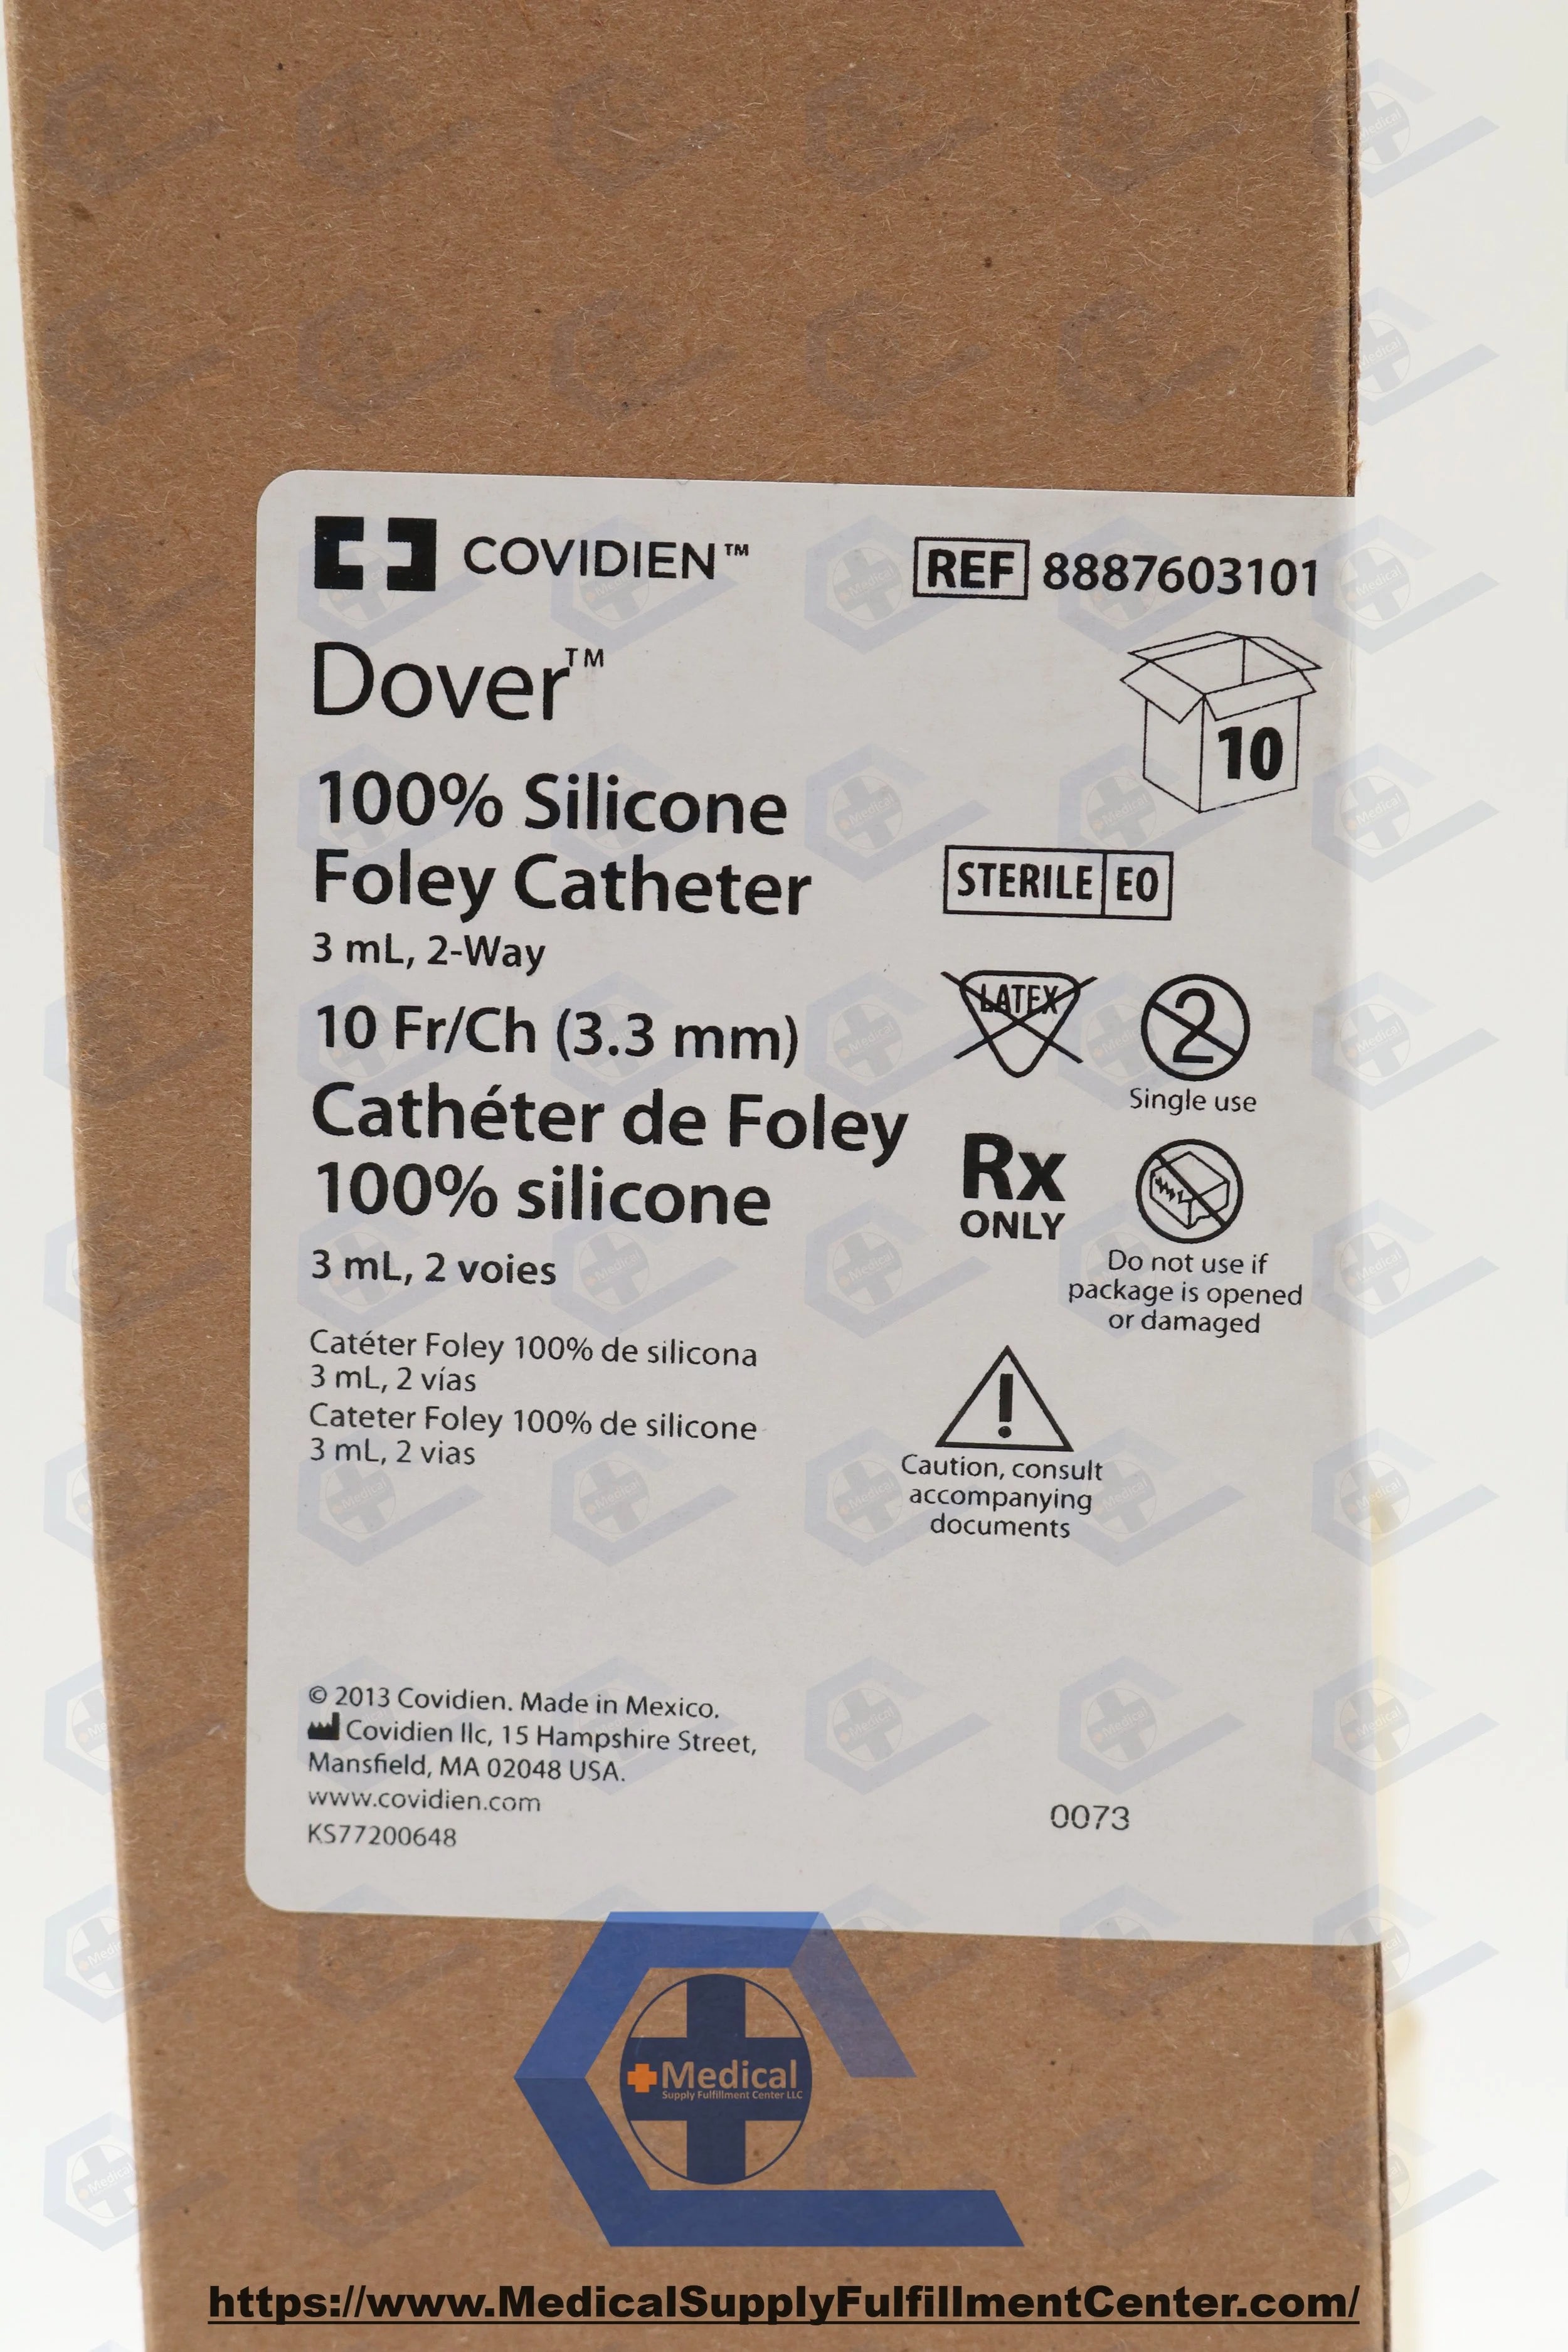 COVIDIEN™
REF 8887603101
Dover™
10
100% Silicone
Foley Catheter
3 mL, 2-Way
STERILE EO
10 Fr/Ch (3.3 mm)
LATEX
2
Single use
Cathéter de Foley
100% silicone
3 mL, 2 voies
Rx
ONLY
Do not use if
package is opened
or damaged
Catéter Foley 100% de silicona
3 mL, 2 vías
Cateter Foley 100% de silicone
3 mL, 2 vias
!
Caution, consult
accompanying
documents
© 2013 Covidien. Made in Mexico.
Covidien llc, 15 Hampshire Street,
Mansfield, MA 02048 USA.
www.covidien.com
KS77200648
0073
Medical
Supply Fulfillment Center LLC
https://www.MedicalSupplyFulfillmentCenter.com/